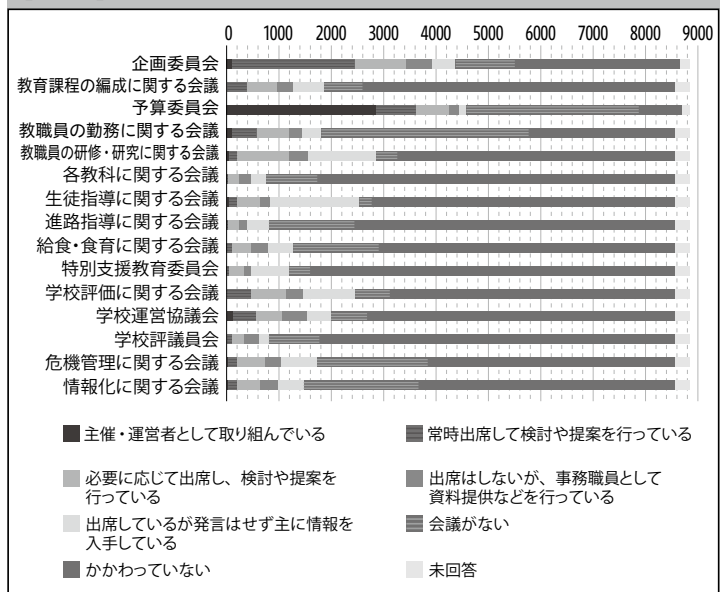 0 1000 2000 3000 4000 5000 6000 7000 8000 9000
企画委員会
教育課程の編成に関する会議
予算委員会
教職員の勤務に関する会議
教職員の研修・研究に関する会議
各教科に関する会議
生徒指導に関する会議
進路指導に関する会議
給食・食育に関する会議
特別支援教育委員会
学校評価に関する会議
学校運営協議会
学校評議員会
危機管理に関する会議
情報化に関する会議
主催・運営者として取り組んでいる
常時出席して検討や提案を行っている
必要に応じて出席し、検討や提案を
行っている
出席はしないが、事務職員として
資料提供などを行っている
出席しているが発言はせず主に情報を
入手している
会議がない
かかわっていない
未回答